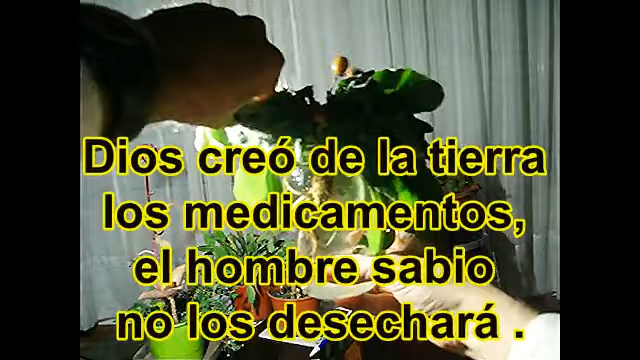 Dios creó de la tierra
los medicamentos,
el hombre sabio
no los desechará .